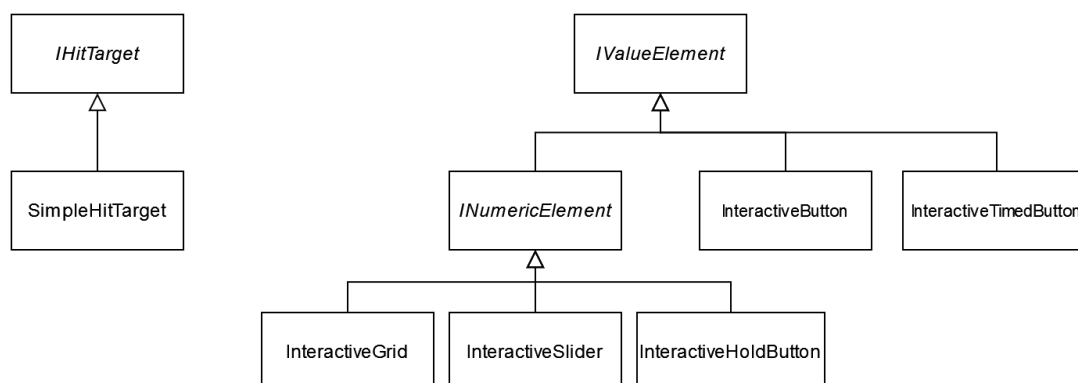 IHitTarget
IValueElement
SimpleHitTarget
INumericElement
InteractiveButton
InteractiveTimedButton
InteractiveGrid
InteractiveSlider
InteractiveHoldButton